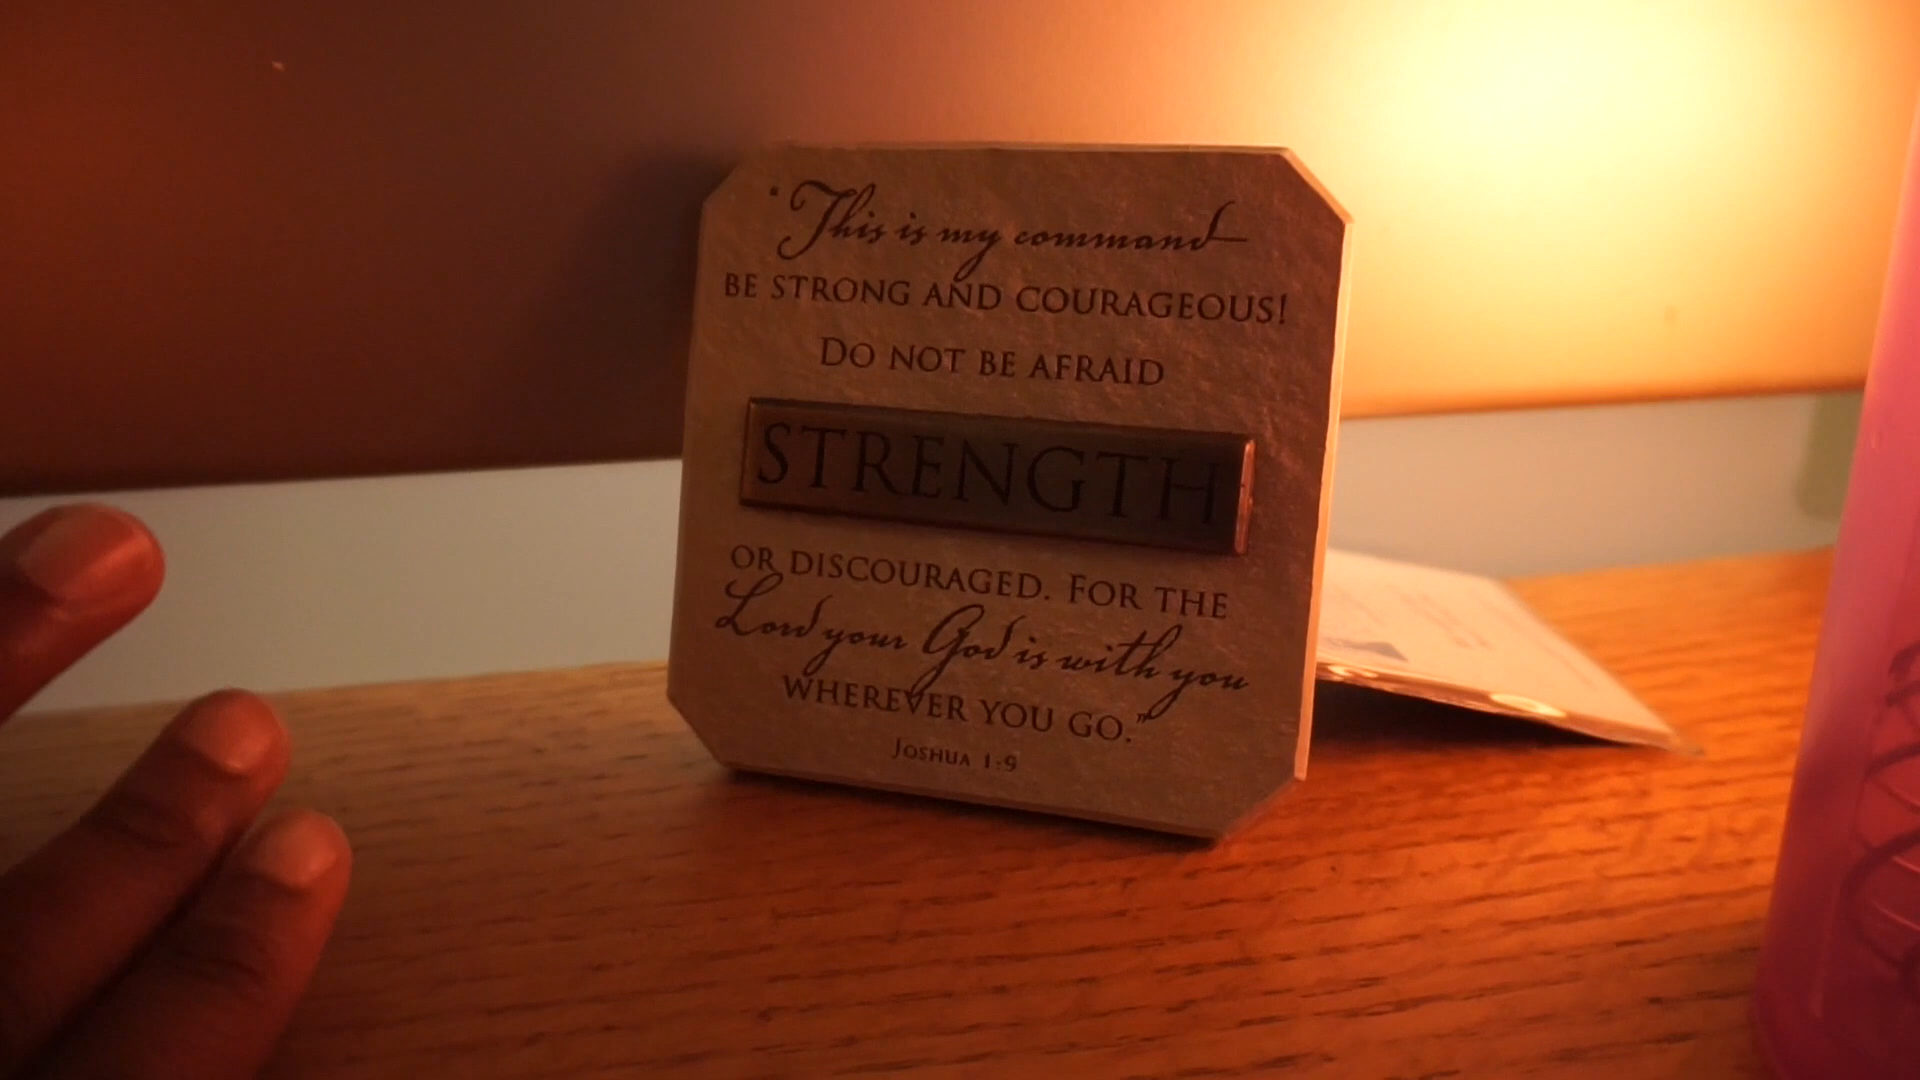 "This is my command
BE STRONG AND COURAGEOUS!
DO NOT BE AFRAID
STRENGTH
OR DISCOURAGED. FOR THE
Lord your God is with you
WHEREVER YOU GO."
JOSHUA 1:9